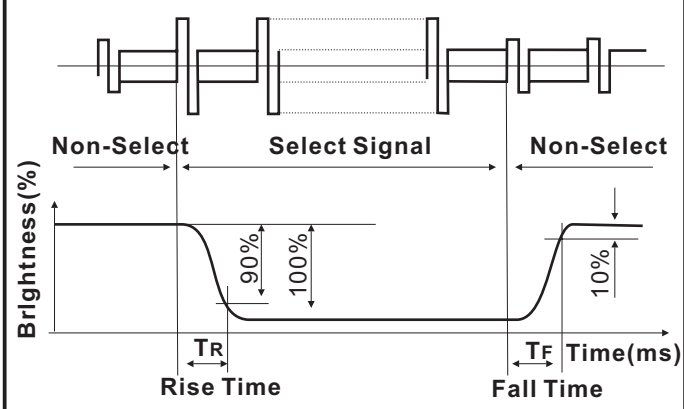 Non-Select Select Signal Non-Select
BrIghtness(%)
90%
100%
10%
TR TF Time(ms)
Rise Time Fall Time